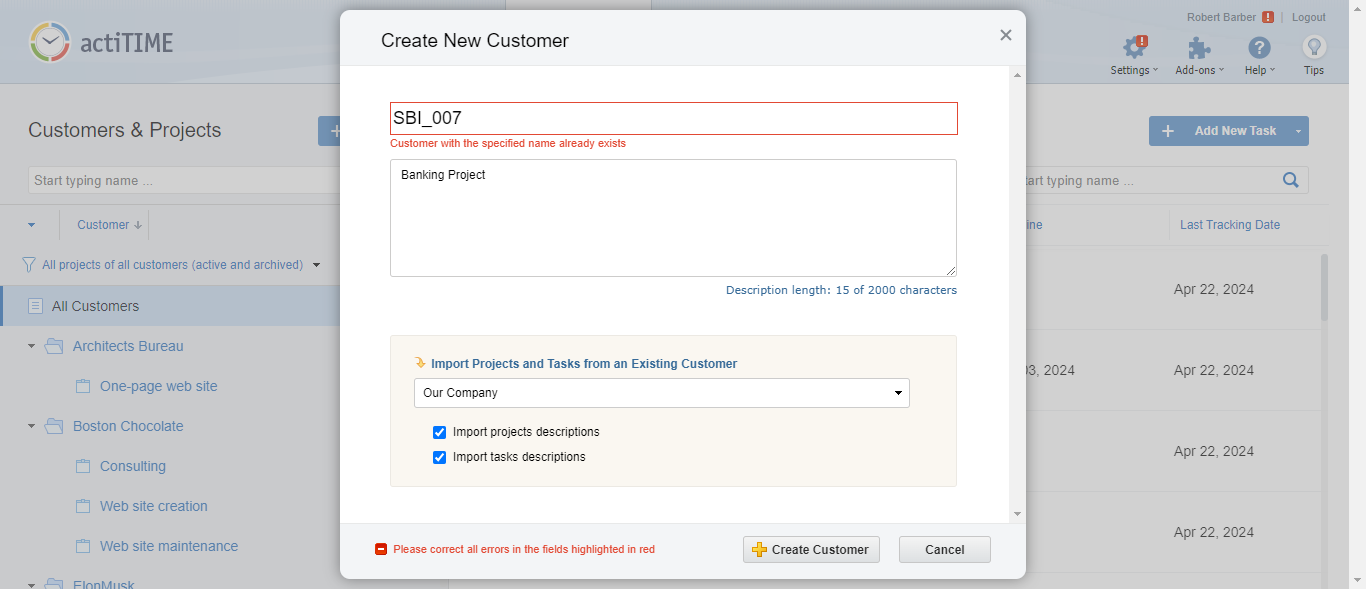 Robert Barber ! | Logout
actiTIME
Settings
Add-ons
Help
Tips
Create New Customer
Customers & Projects
Add New Task
SBI_007
Customer with the specified name already exists
Start typing name ...
tart typing name ...
Banking Project
Customer
ine
Last Tracking Date
All projects of all customers (active and archived)
Description length: 15 of 2000 characters
Apr 22, 2024
All Customers
Architects Bureau
Import Projects and Tasks from an Existing Customer
03, 2024
Apr 22, 2024
One-page web site
Our Company
Boston Chocolate
Import projects descriptions
Apr 22, 2024
Import tasks descriptions
Consulting
Web site creation
Apr 22, 2024
Web site maintenance
Please correct all errors in the fields highlighted in red
Create Customer
Cancel
ElonMusk